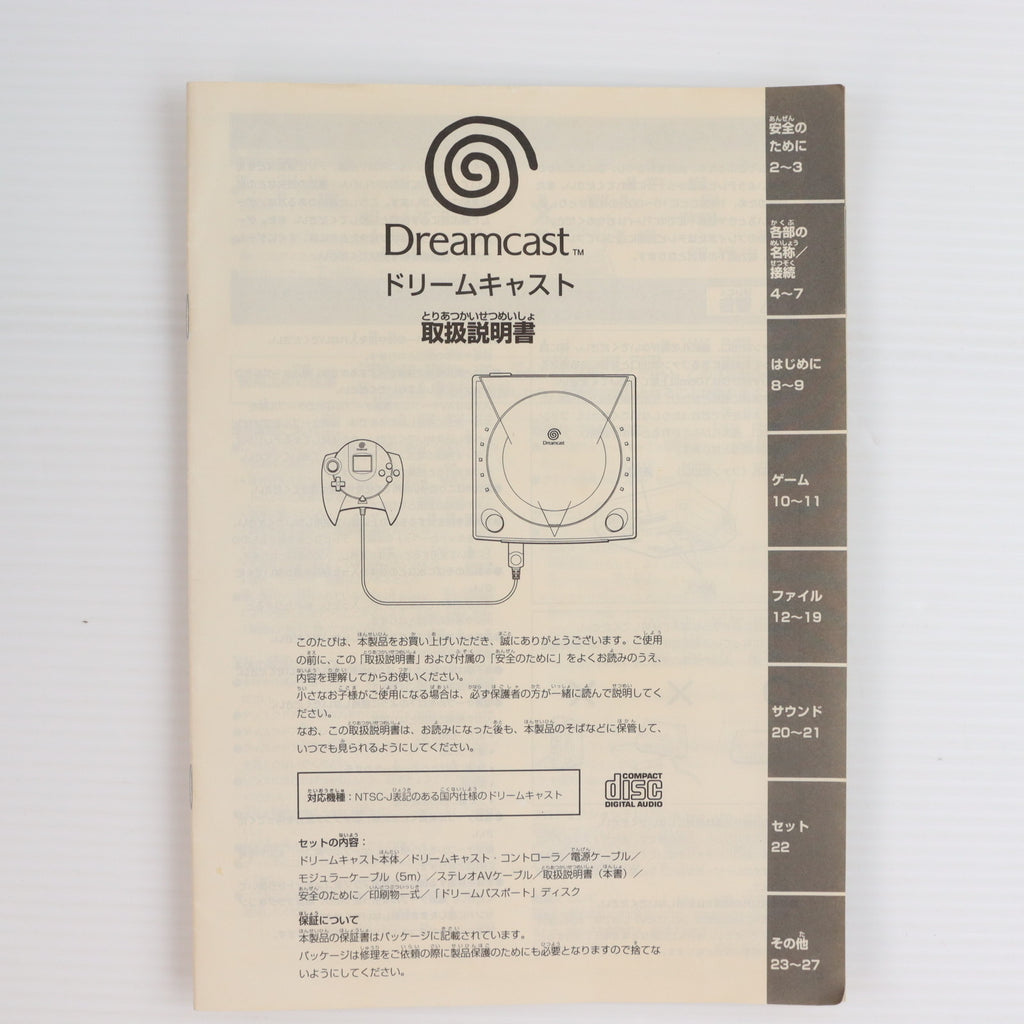 Dreamcast™
ドリームキャスト
とりあつかいせつめいしょ
取扱説明書
Dreamcast
このたびは、本製品をお買い上げいただき、誠にありがとうございます。ご使用
の前に、この「取扱説明書」および付属の「安全のために」をよくお読みのうえ、
内容を理解してからお使いください。
小さなお子様がご使用になる場合は、必ず保護者の方が一緒に読んで説明してく
ださい。
なお、この取扱説明書は、お読みになった後も、本製品のそばなどに保管して、
いつでも見られるようにしてください。
対応機種：NTSC-J表記のある国内仕様のドリームキャスト
COMPACT
disc
DIGITAL AUDIO
セットの内容：
ドリームキャスト本体／ドリームキャスト・コントローラ／電源ケーブル／
モジュラーケーブル（5m）／ステレオAVケーブル／取扱説明書（本書）／
安全のために／印刷物一式／「ドリームパスポート」ディスク
保証について
本製品の保証書はパッケージに記載されています。
パッケージは修理をご依頼の際に製品保護のためにも必要となりますので捨てな
いようにしてください。
あんぜん
安全の
ために
2～3
かくぶ
各部の
めいしょう
名称／
せつぞく
接続
4～7
はじめに
8～9
ゲーム
10～11
ファイル
12～19
サウンド
20～21
セット
22
その他
23～27